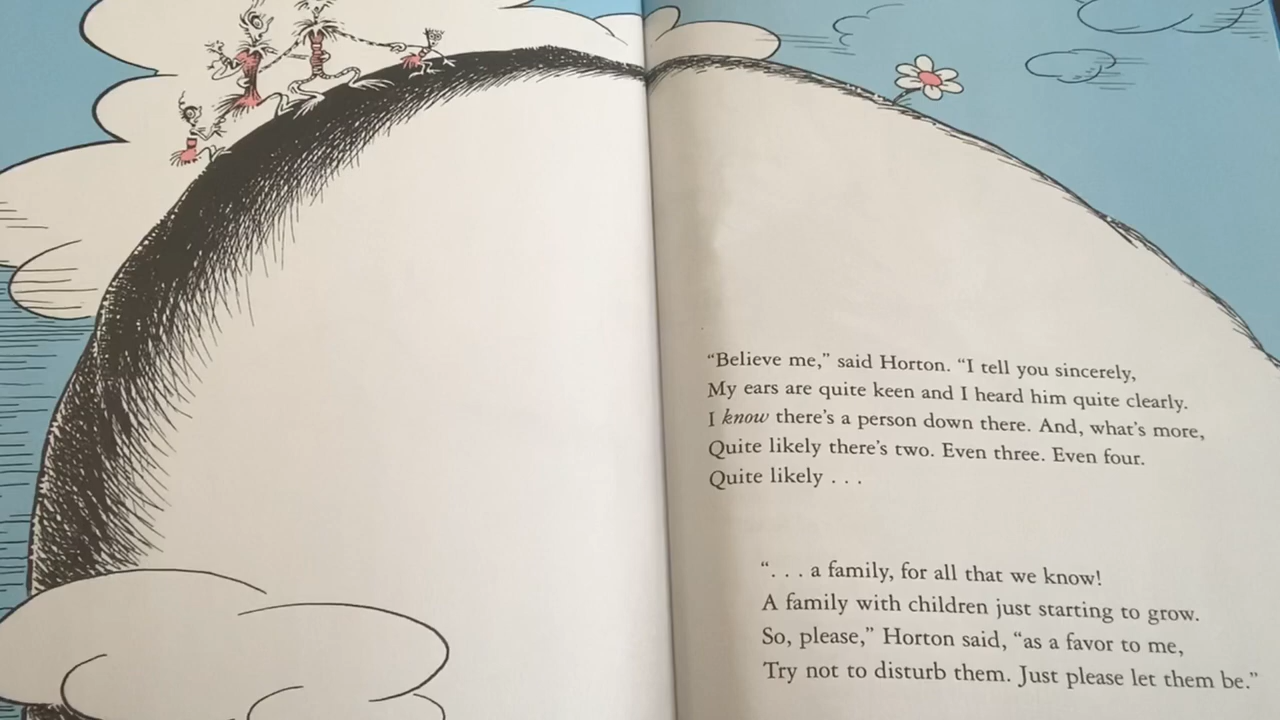 “Believe me,” said Horton. “I tell you sincerely,
My ears are quite keen and I heard him quite clearly.
I know there’s a person down there. And, what’s more,
Quite likely there’s two. Even three. Even four.
Quite likely . . .
“. . . a family, for all that we know!
A family with children just starting to grow.
So, please,” Horton said, “as a favor to me,
Try not to disturb them. Just please let them be.”